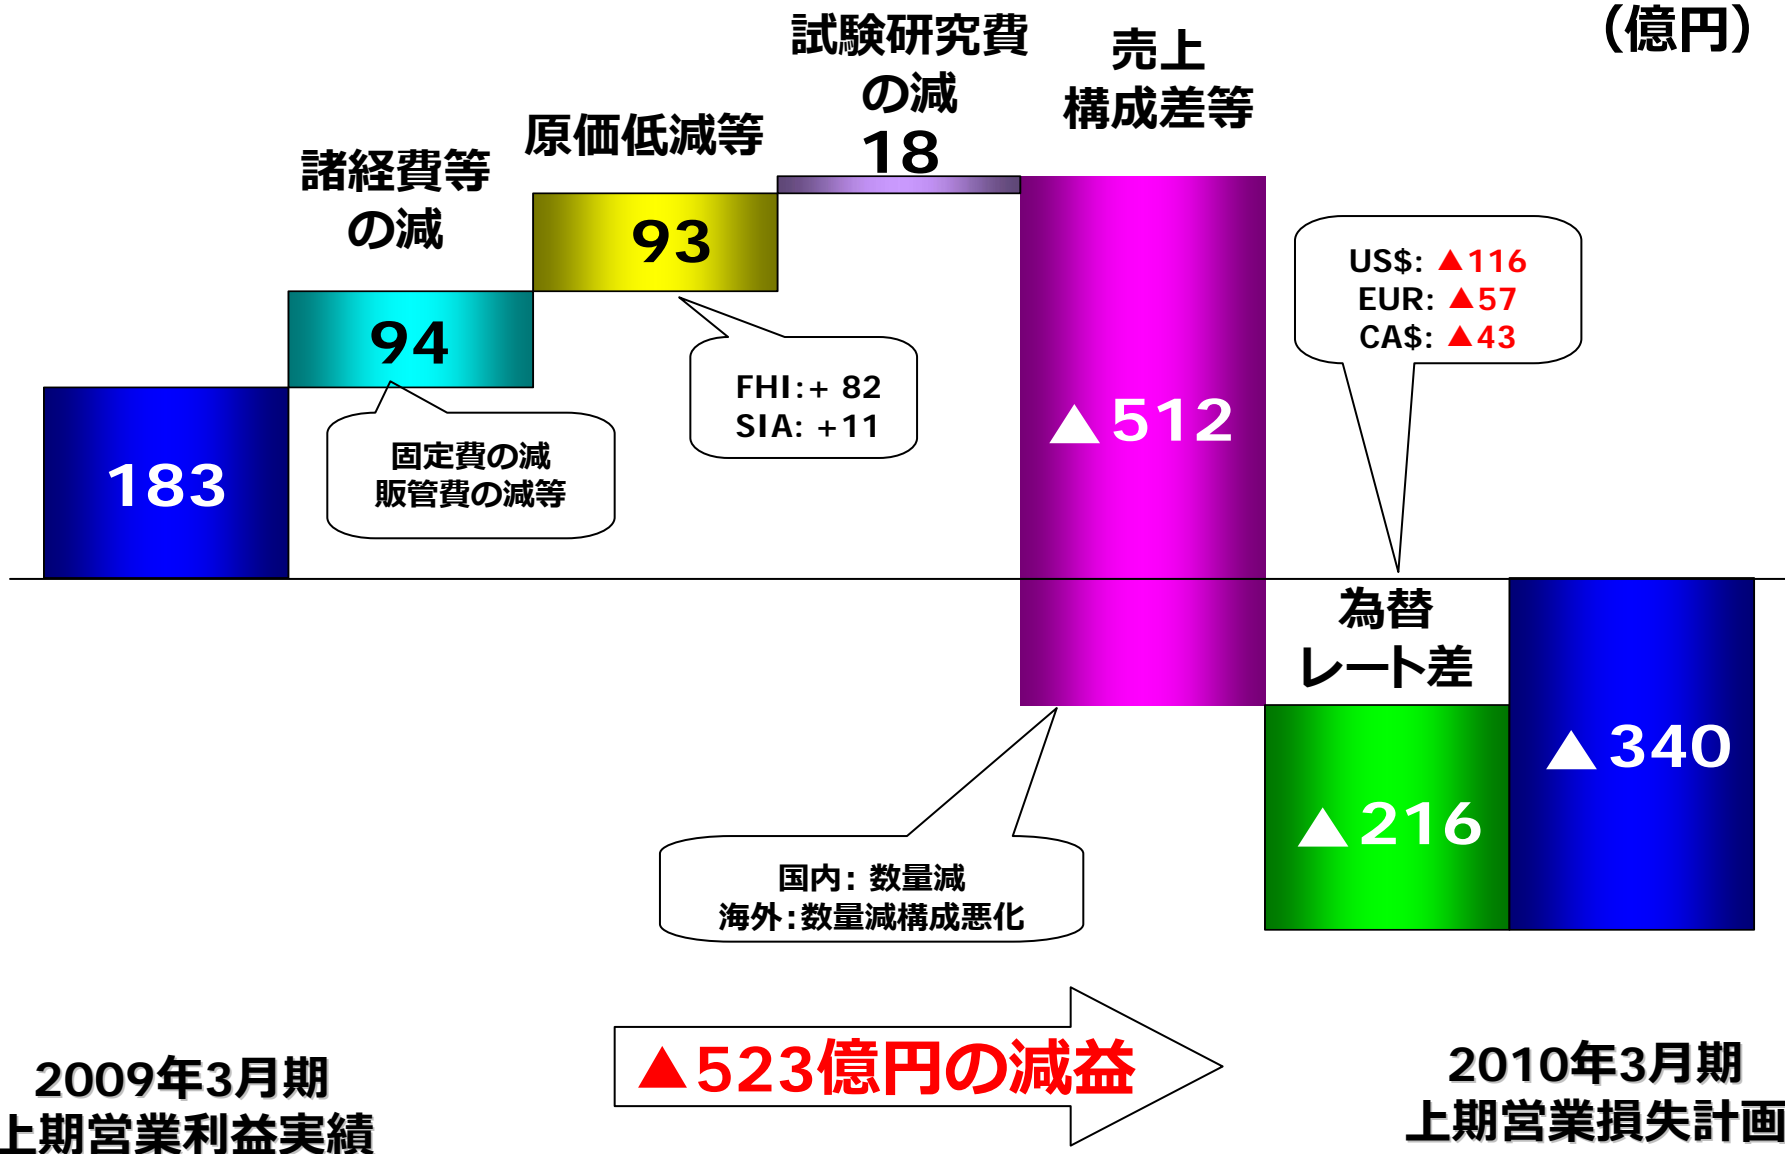 (億円)
試験研究費
の減
18
売上
構成差等
原価低減等
93
諸経費等
の減
94
183
US$: ▲116
EUR: ▲57
CA$: ▲43
FHI:+ 82
SIA: +11
固定費の減
販管費の減等
▲512
為替
レート差
▲216
▲340
国内: 数量減
海外:数量減構成悪化
▲523億円の減益
2009年3月期
上期営業利益実績
2010年3月期
上期営業損失計画